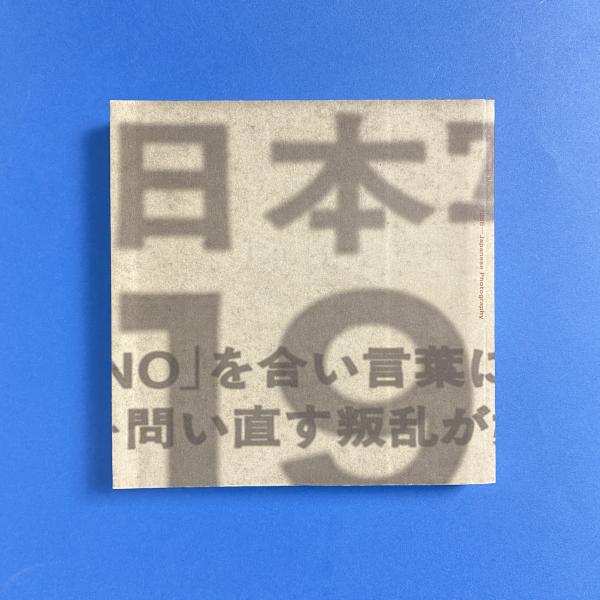 日本
19
NO」を合い言葉に
問い直す叛乱が
Japanese Photography